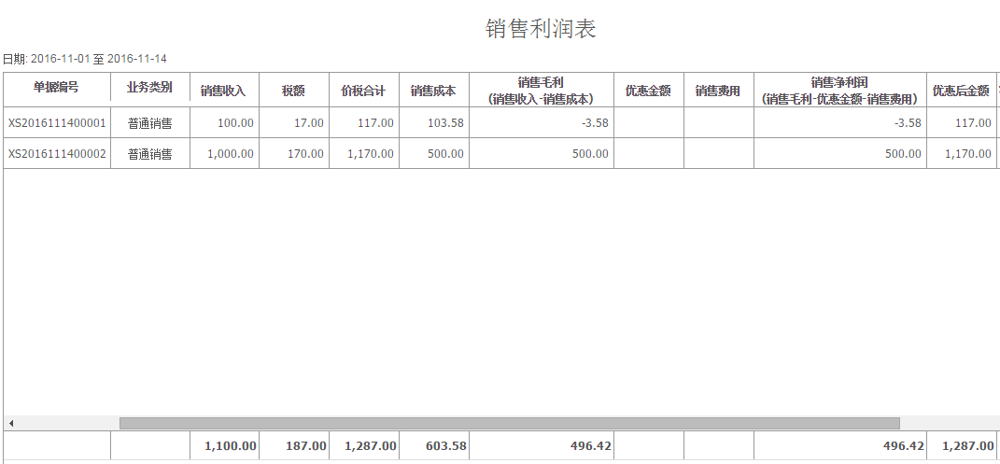 销售利润表
日期: 2016-11-01 至 2016-11-14
单据编号 业务类别 销售收入 税额 价税合计 销售成本 销售毛利 (销售收入-销售成本) 优惠金额 销售费用 销售净利润 (销售毛利-优惠金额-销售费用) 优惠后金额
XS2016111400001 普通销售 100.00 17.00 117.00 103.58 -3.58 -3.58 117.00
XS2016111400002 普通销售 1,000.00 170.00 1,170.00 500.00 500.00 500.00 1,170.00
1,100.00 187.00 1,287.00 603.58 496.42 496.42 1,287.00